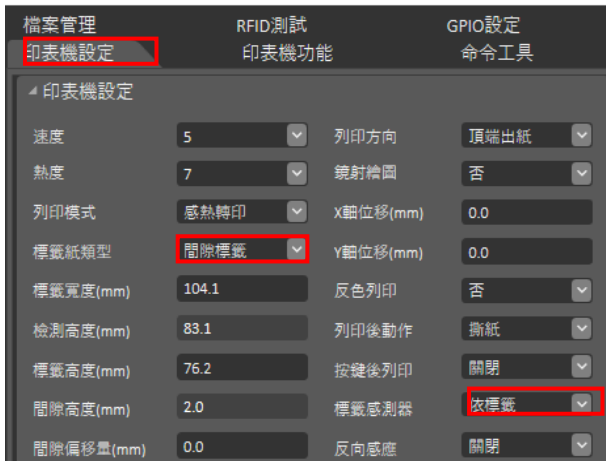 檔案管理 RFID測試 GPIO設定
印表機設定 印表機功能 命令工具
印表機設定
速度 5 列印方向 頂端出紙
熱度 7 鏡射繪圖 否
列印模式 感熱轉印 X軸位移(mm) 0.0
標籤紙類型 間隙標籤 Y軸位移(mm) 0.0
標籤寬度(mm) 104.1 反色列印 否
檢測高度(mm) 83.1 列印後動作 撕紙
標籤高度(mm) 76.2 按鍵後列印 關閉
間隙高度(mm) 2.0 標籤感測器 依標籤
間隙偏移量(mm) 0.0 反向感應 關閉